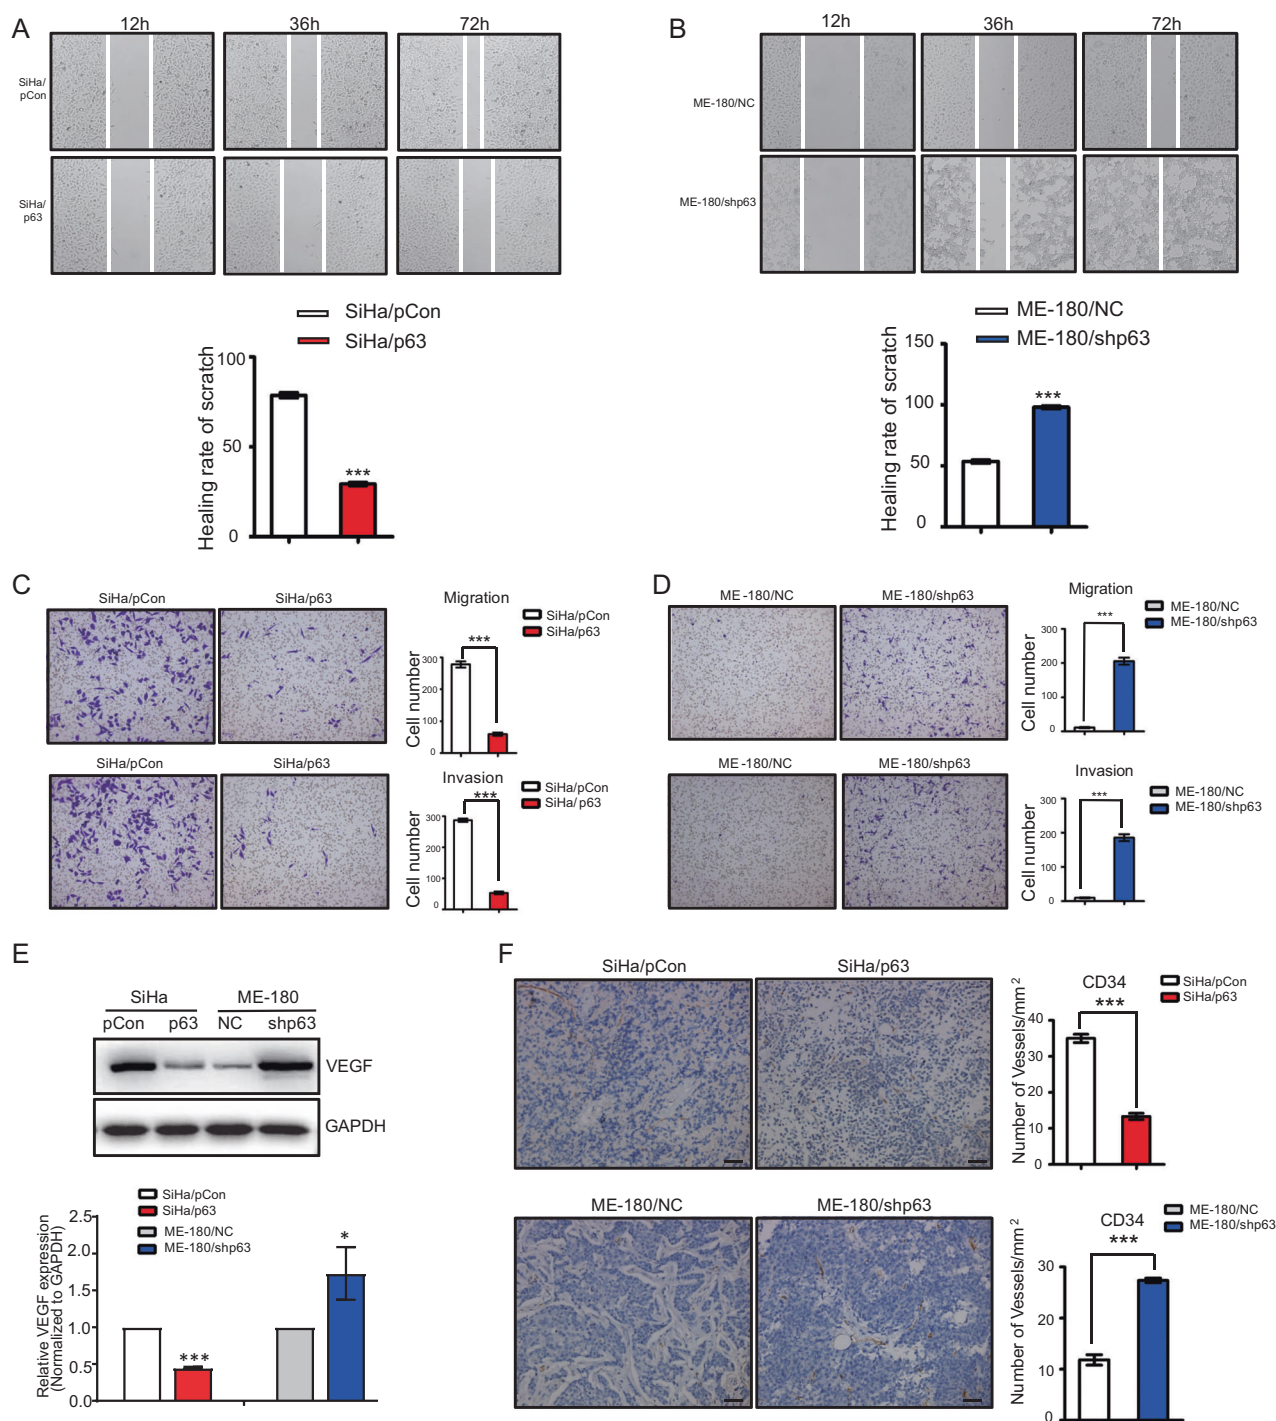 A
12h
36h
72h
SiHa/
pCon
SiHa/
p63
SiHa/pCon
SiHa/p63
Healing rate of scratch
100
50
0
***
B
12h
36h
72h
ME-180/NC
ME-180/shp63
ME-180/NC
ME-180/shp63
Healing rate of scratch
150
100
50
0
***
C
SiHa/pCon
SiHa/p63
Migration
SiHa/pCon
SiHa/p63
Cell number
300
200
100
0
***
SiHa/pCon
SiHa/p63
Invasion
SiHa/pCon
SiHa/p63
Cell number
300
200
100
0
***
D
ME-180/NC
ME-180/shp63
Migration
ME-180/NC
ME-180/shp63
Cell number
300
200
100
0
***
ME-180/NC
ME-180/shp63
Invasion
ME-180/NC
ME-180/shp63
Cell number
300
200
100
0
***
E
SiHa
ME-180
pCon
p63
NC
shp63
VEGF
GAPDH
SiHa/pCon
SiHa/p63
ME-180/NC
ME-180/shp63
Relative VEGF expression
(Normalized to GAPDH)
2.5
2.0
1.5
1.0
0.5
0.0
***
*
F
SiHa/pCon
SiHa/p63
CD34
SiHa/pCon
SiHa/p63
Number of Vessels/mm²
40
30
20
10
0
***
ME-180/NC
ME-180/shp63
CD34
ME-180/NC
ME-180/shp63
Number of Vessels/mm²
30
20
10
0
***